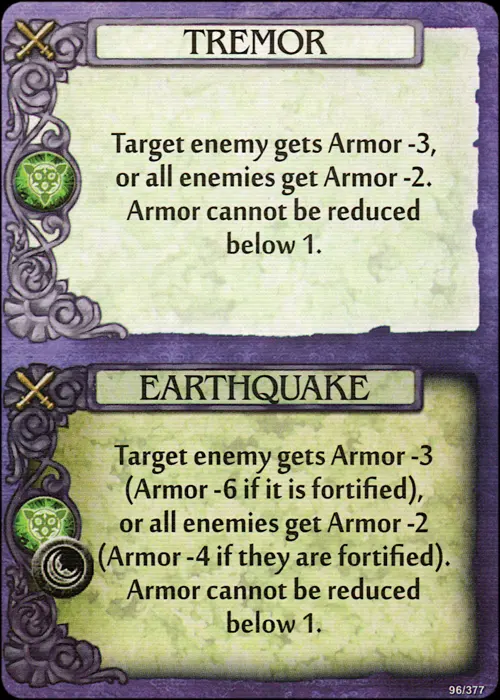 TREMOR
Target enemy gets Armor -3,
or all enemies get Armor -2.
Armor cannot be reduced
below 1.
EARTHQUAKE
Target enemy gets Armor -3
(Armor -6 if it is fortified),
or all enemies get Armor -2
(Armor -4 if they are fortified).
Armor cannot be reduced
below 1.
96/377